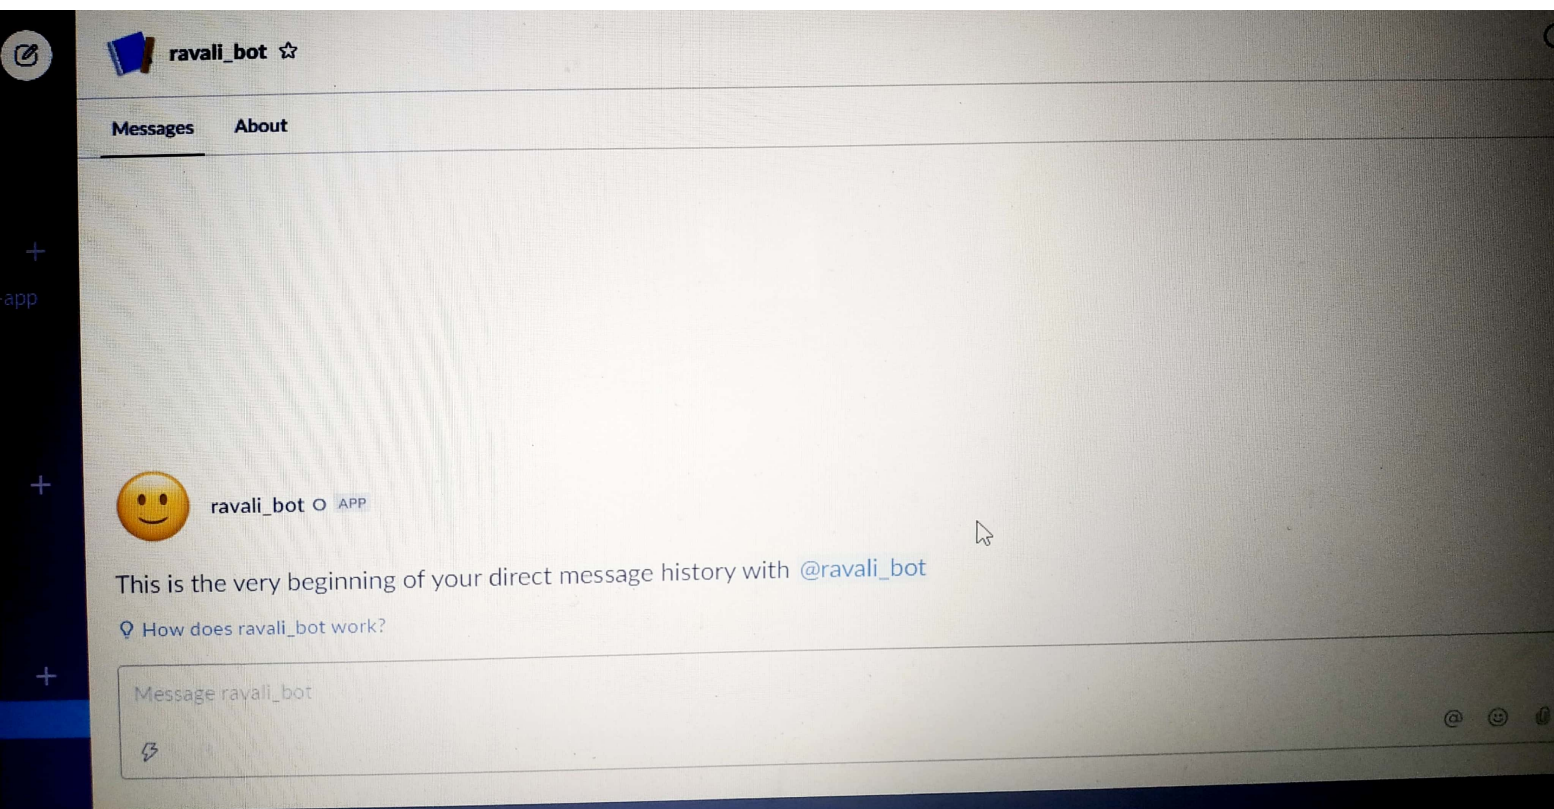 ravali_bot
Messages About
app
ravali_bot APP
This is the very beginning of your direct message history with @ravali_bot
How does ravali_bot work?
Message ravali_bot